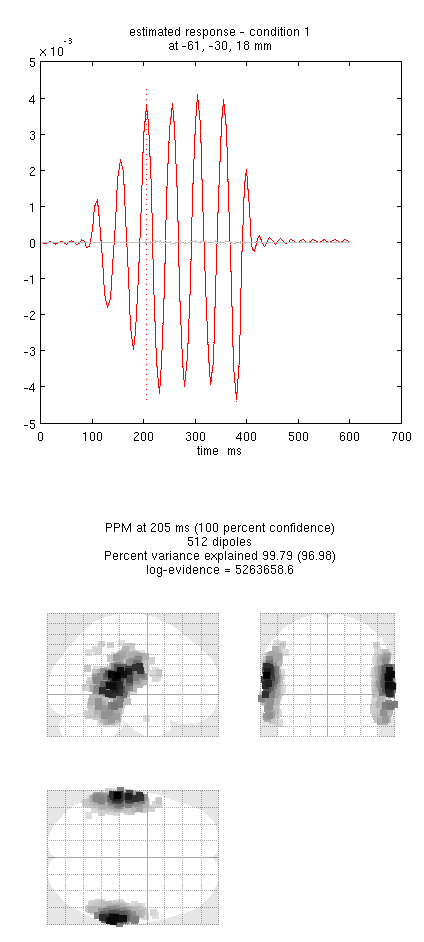 estimated response - condition 1
at -61, -30, 18 mm
× 10⁻³
5
4
3
2
1
0
-1
-2
-3
-4
-5
0 100 200 300 400 500 600 700
time ms
PPM at 205 ms (100 percent confidence)
512 dipoles
Percent variance explained 99.79 (96.98)
log-evidence = 5263658.6